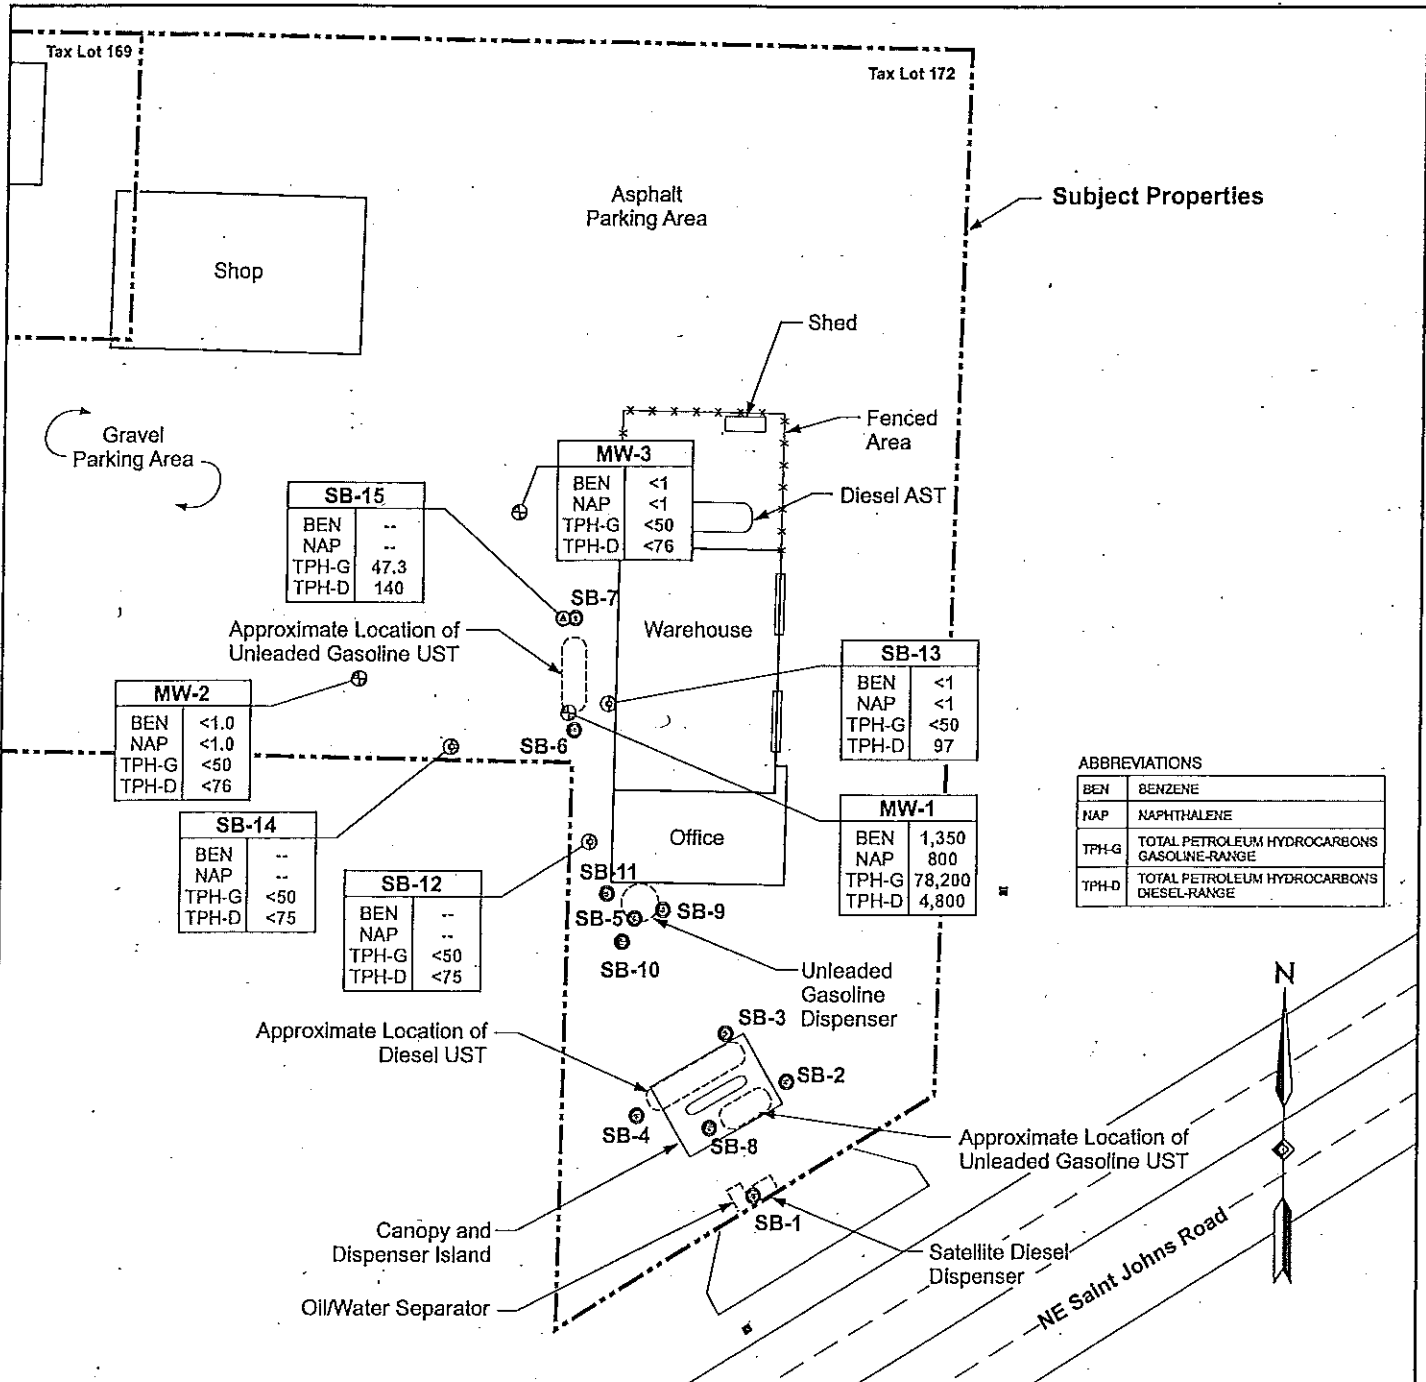 Tax Lot 169
Tax Lot 172
Asphalt
Parking Area
Subject Properties
Shop
Shed
Fenced
Area
Gravel
Parking Area
MW-3
BEN <1
NAP <1
TPH-G <50
TPH-D <76
Diesel AST
SB-15
BEN --
NAP --
TPH-G 47.3
TPH-D 140
SB-7
Approximate Location of
Unleaded Gasoline UST
Warehouse
SB-13
BEN <1
NAP <1
TPH-G <50
TPH-D 97
MW-2
BEN <1.0
NAP <1.0
TPH-G <50
TPH-D <76
SB-6
MW-1
BEN 1,350
NAP 800
TPH-G 78,200
TPH-D 4,800
ABBREVIATIONS
BEN BENZENE
NAP NAPHTHALENE
TPH-G TOTAL PETROLEUM HYDROCARBONS
GASOLINE-RANGE
TPH-D TOTAL PETROLEUM HYDROCARBONS
DIESEL-RANGE
SB-14
BEN --
NAP --
TPH-G <50
TPH-D <75
Office
SB-12
BEN --
NAP --
TPH-G <50
TPH-D <75
SB-11
SB-5
SB-9
SB-10
Unleaded
Gasoline
Dispenser
N
SB-3
Approximate Location of
Diesel UST
SB-2
SB-4
SB-8
Approximate Location of
Unleaded Gasoline UST
SB-1
Canopy and
Dispenser Island
Satellite Diesel
Dispenser
Oil/Water Separator
NE Saint Johns Road